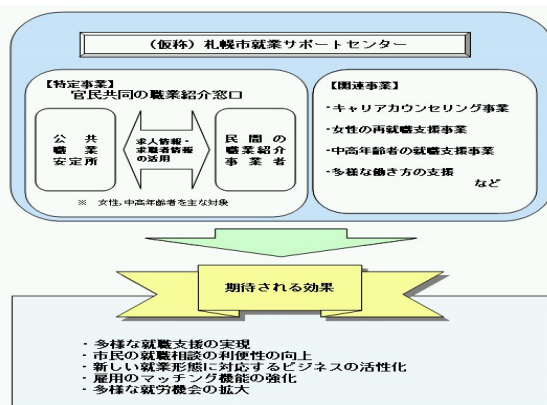 （仮称）札幌市就業サポートセンター
【特定事業】
官民共同の職業紹介窓口
公共
職業
安定所
求人情報・
求職者情報
の活用
民間の
職業紹介
事業者
※ 女性,中高年齢者を主な対象
【関連事業】
・キャリアカウンセリング事業
・女性の再就職支援事業
・中高年齢者の就職支援事業
・多様な働き方の支援
など
期待される効果
・多様な就職支援の実現
・市民の就職相談の利便性の向上
・新しい就業形態に対応するビジネスの活性化
・雇用のマッチング機能の強化
・多様な就労機会の拡大